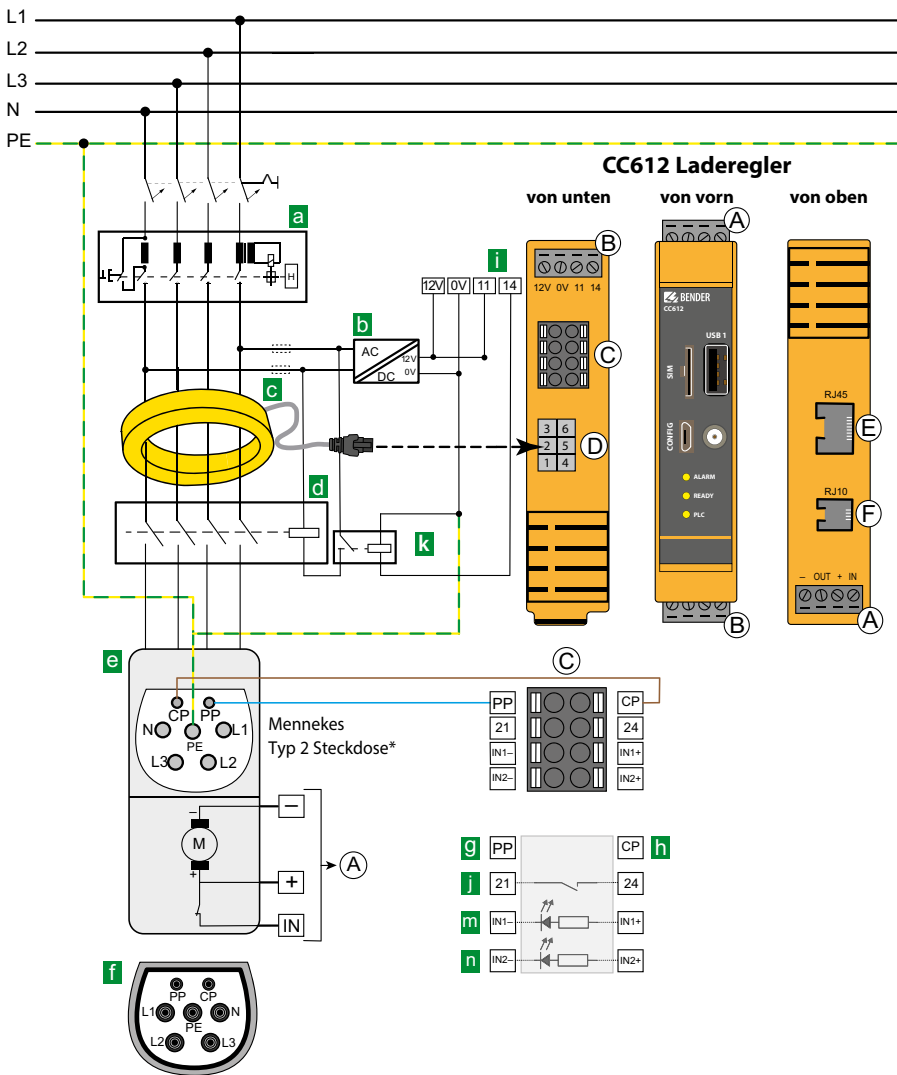 L1
L2
L3
N
PE
CC612 Laderegler
von unten
von vorn
von oben
a
H
i
12V
0V
11
14
b
AC
DC
12V
0V
c
d
k
B
12V 0V 11 14
C
3 6
2 5
1 4
D
A
BENDER
CC612
USB 1
SIM
CONFIG
ALARM
READY
PLC
B
RJ45
E
RJ10
F
– OUT + IN
A
e
CP PP
N
PE
L1
L3
L2
Mennekes
Typ 2 Steckdose*
–
M
+
–
+
IN
A
C
PP
CP
21
24
IN1–
IN1+
IN2–
IN2+
g PP
CP h
j 21
24
m IN1–
IN1+
n IN2–
IN2+
f
PP CP
L1
PE
N
L2
L3